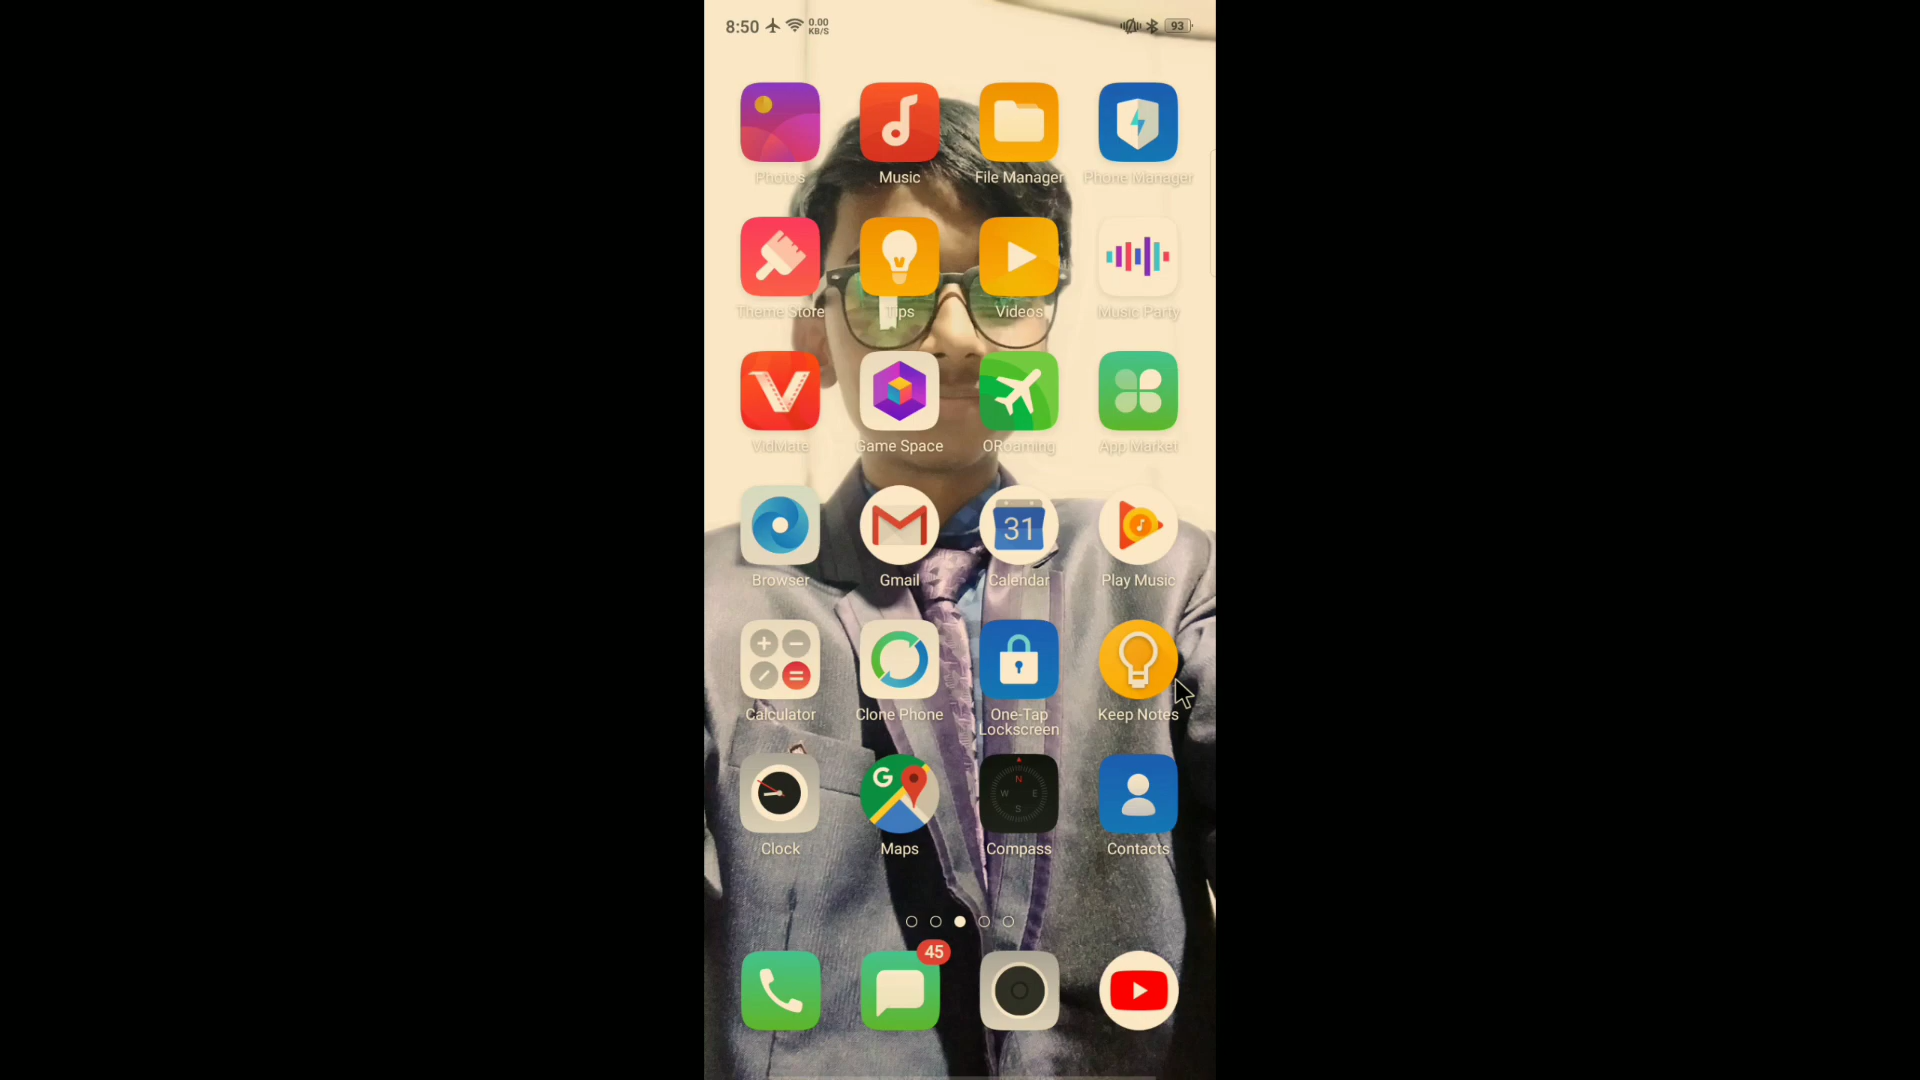 8:50 0.00 KB/S 93
Photos Music File Manager Phone Manager
Theme Store Tips Videos Music Party
VidMate Game Space ORoaming App Market
31
Browser Gmail Calendar Play Music
Calculator Clone Phone One-Tap Lockscreen Keep Notes
G N W E S
Clock Maps Compass Contacts
45